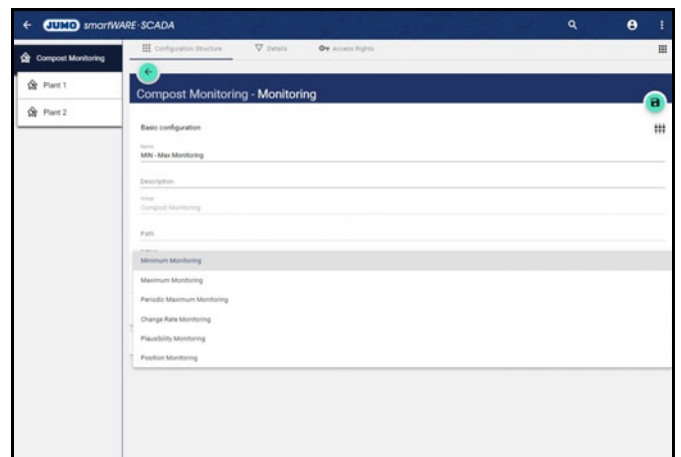 JUMO smartWARE·SCADA
Configuration Structure Details Access Rights
Compost Monitoring
Plant 1
Plant 2
Compost Monitoring - Monitoring
Basic configuration
Name
MIN - Max Monitoring
Description
Compost Monitoring
Path
Minimum Monitoring
Maximum Monitoring
Periodic Maximum Monitoring
Change Rate Monitoring
Plausibility Monitoring
Position Monitoring